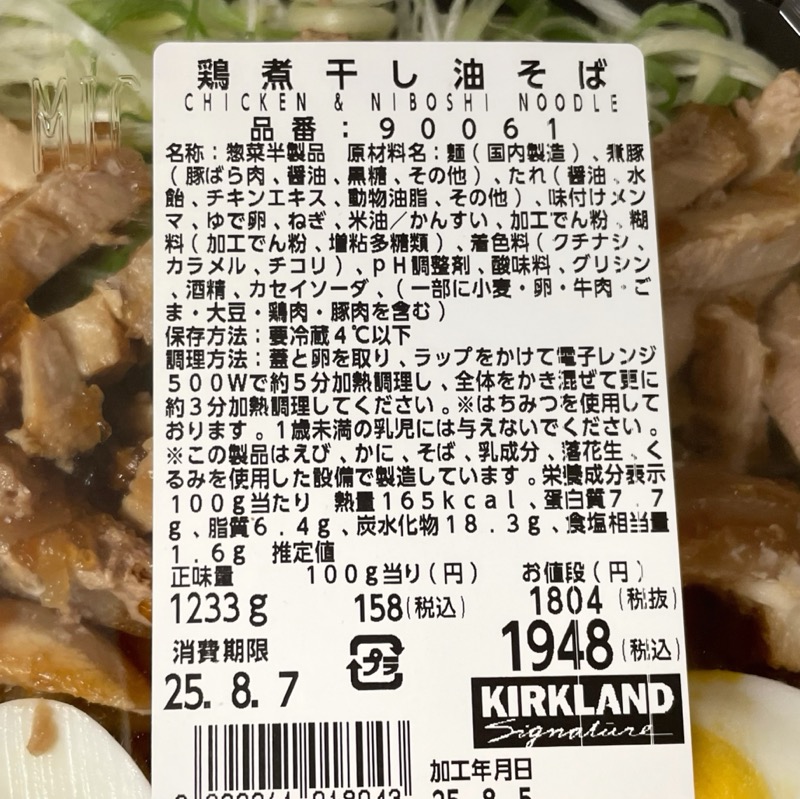 鶏煮干し油そば
CHICKEN & NIBOSHI NOODLE
品番：90061
名称：惣菜半製品　原材料名：麺（国内製造）、煮豚
（豚ばら肉、醤油、黒糖、その他）、たれ（醤油、水
飴、チキンエキス、動物油脂、その他）、味付けメン
マ、ゆで卵、ねぎ、米油／かんすい、加工でん粉、糊
料（加工でん粉、増粘多糖類）、着色料（クチナシ、
カラメル、チコリ）、pH調整剤、酸味料、グリシン
、酒精、カセイソーダ、（一部に小麦・卵・牛肉・ご
ま・大豆・鶏肉・豚肉を含む）
保存方法：要冷蔵4℃以下
調理方法：蓋と卵を取り、ラップをかけて電子レンジ
500Wで約5分加熱調理し、全体をかき混ぜて更に
約3分加熱調理してください。※はちみつを使用して
おります。1歳未満の乳児には与えないでください。
※この製品はえび、かに、そば、乳成分、落花生、く
るみを使用した設備で製造しています。栄養成分表示
100g当たり　熱量165kcal、蛋白質7.7
g、脂質6.4g、炭水化物18.3g、食塩相当量
1.6g　推定値
正味量　100g当り（円）　お値段（円）
1233g　158(税込)　1804（税抜）
1948（税込）
消費期限　プラ
25.8.7
KIRKLAND
Signature
加工年月日
25.8.5